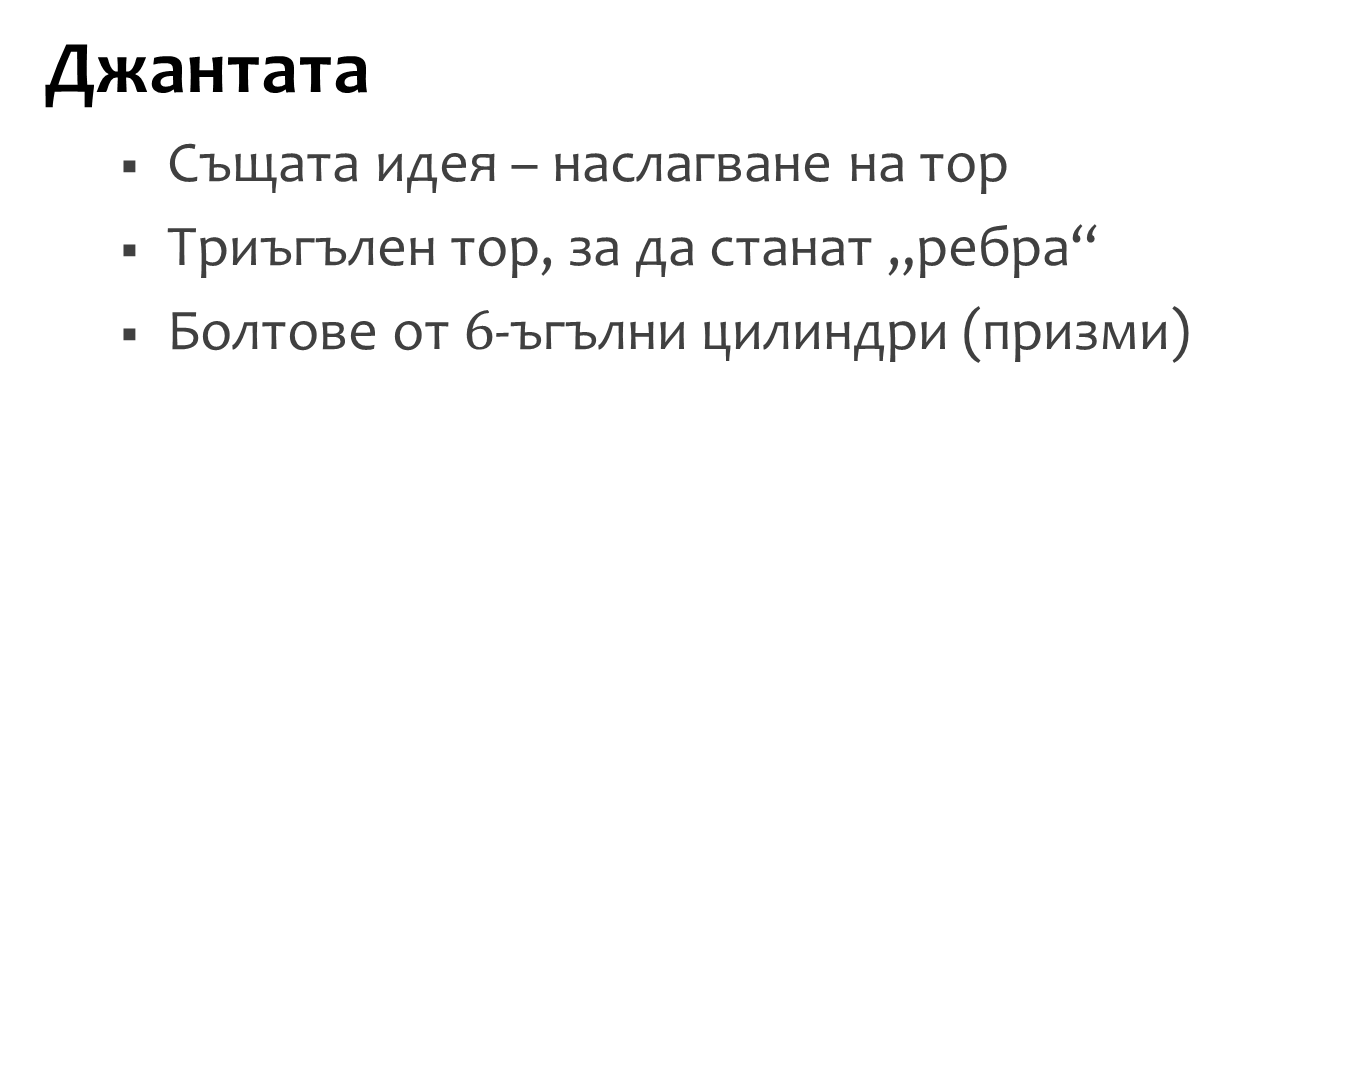 Джантата
▪ Същата идея – наслагване на тор
▪ Триъгълен тор, за да станат „ребра“
▪ Болтове от 6-ъгълни цилиндри (призми)